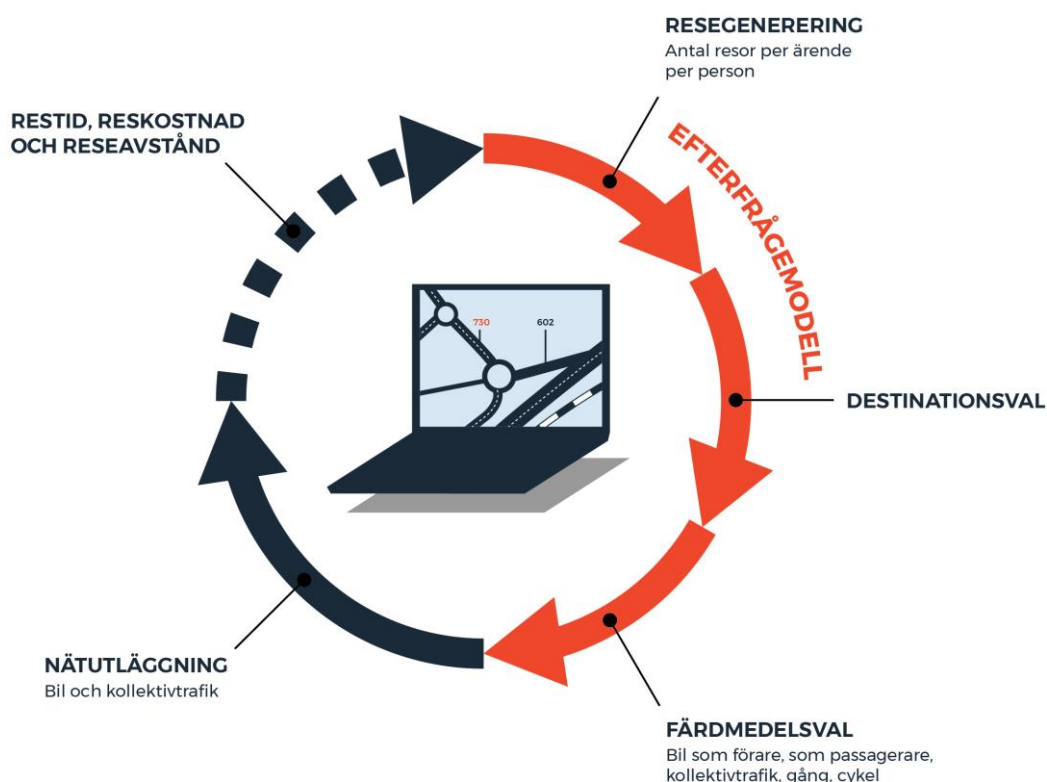 RESEGENERERING
Antal resor per ärende
per person
EFTERFRÅGEMODELL
DESTINATIONSVAL
FÄRDMEDELSVAL
Bil som förare, som passagerare,
kollektivtrafik, gång, cykel
NÄTUTLÄGGNING
Bil och kollektivtrafik
RESTID, RESKOSTNAD
OCH RESEAVSTÅND
730
602